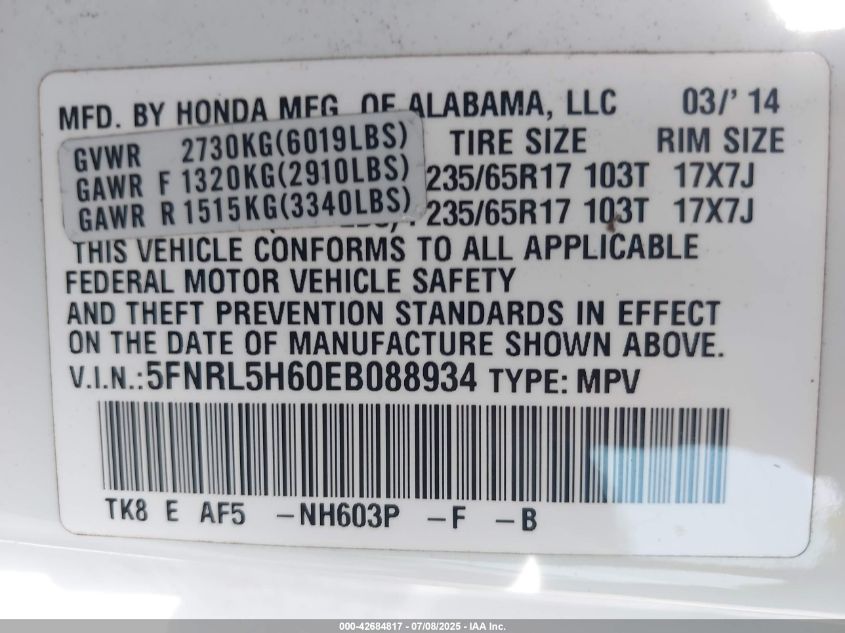 MFD. BY HONDA MFG. OF ALABAMA, LLC 03/' 14
GVWR 2730KG(6019LBS) TIRE SIZE RIM SIZE
GAWR F 1320KG(2910LBS) 235/65R17 103T 17X7J
GAWR R 1515KG(3340LBS) 235/65R17 103T 17X7J
THIS VEHICLE CONFORMS TO ALL APPLICABLE
FEDERAL MOTOR VEHICLE SAFETY
AND THEFT PREVENTION STANDARDS IN EFFECT
ON THE DATE OF MANUFACTURE SHOWN ABOVE.
V.I.N.:5FNRL5H60EB088934 TYPE: MPV
TK8 E AF5 -NH603P -F -B
000-42684817 - 07/08/2025 - IAA Inc.